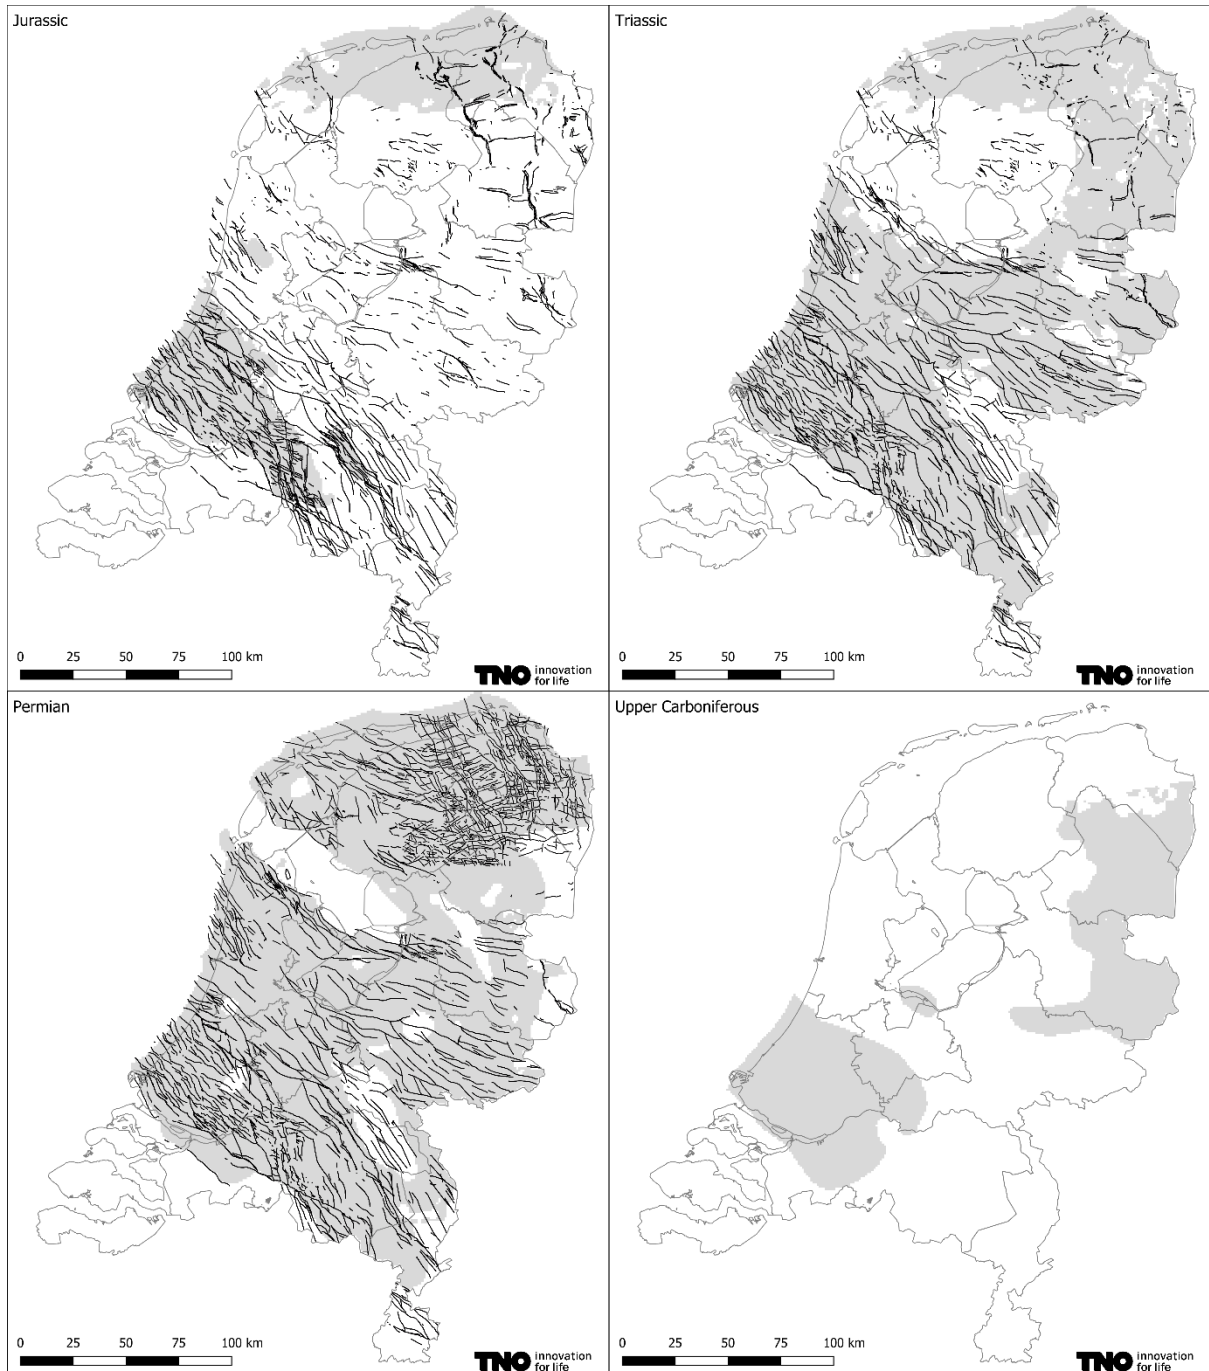 Jurassic
0 25 50 75 100 km
TNO innovation
for life
Triassic
0 25 50 75 100 km
TNO innovation
for life
Permian
0 25 50 75 100 km
TNO innovation
for life
Upper Carboniferous
0 25 50 75 100 km
TNO innovation
for life